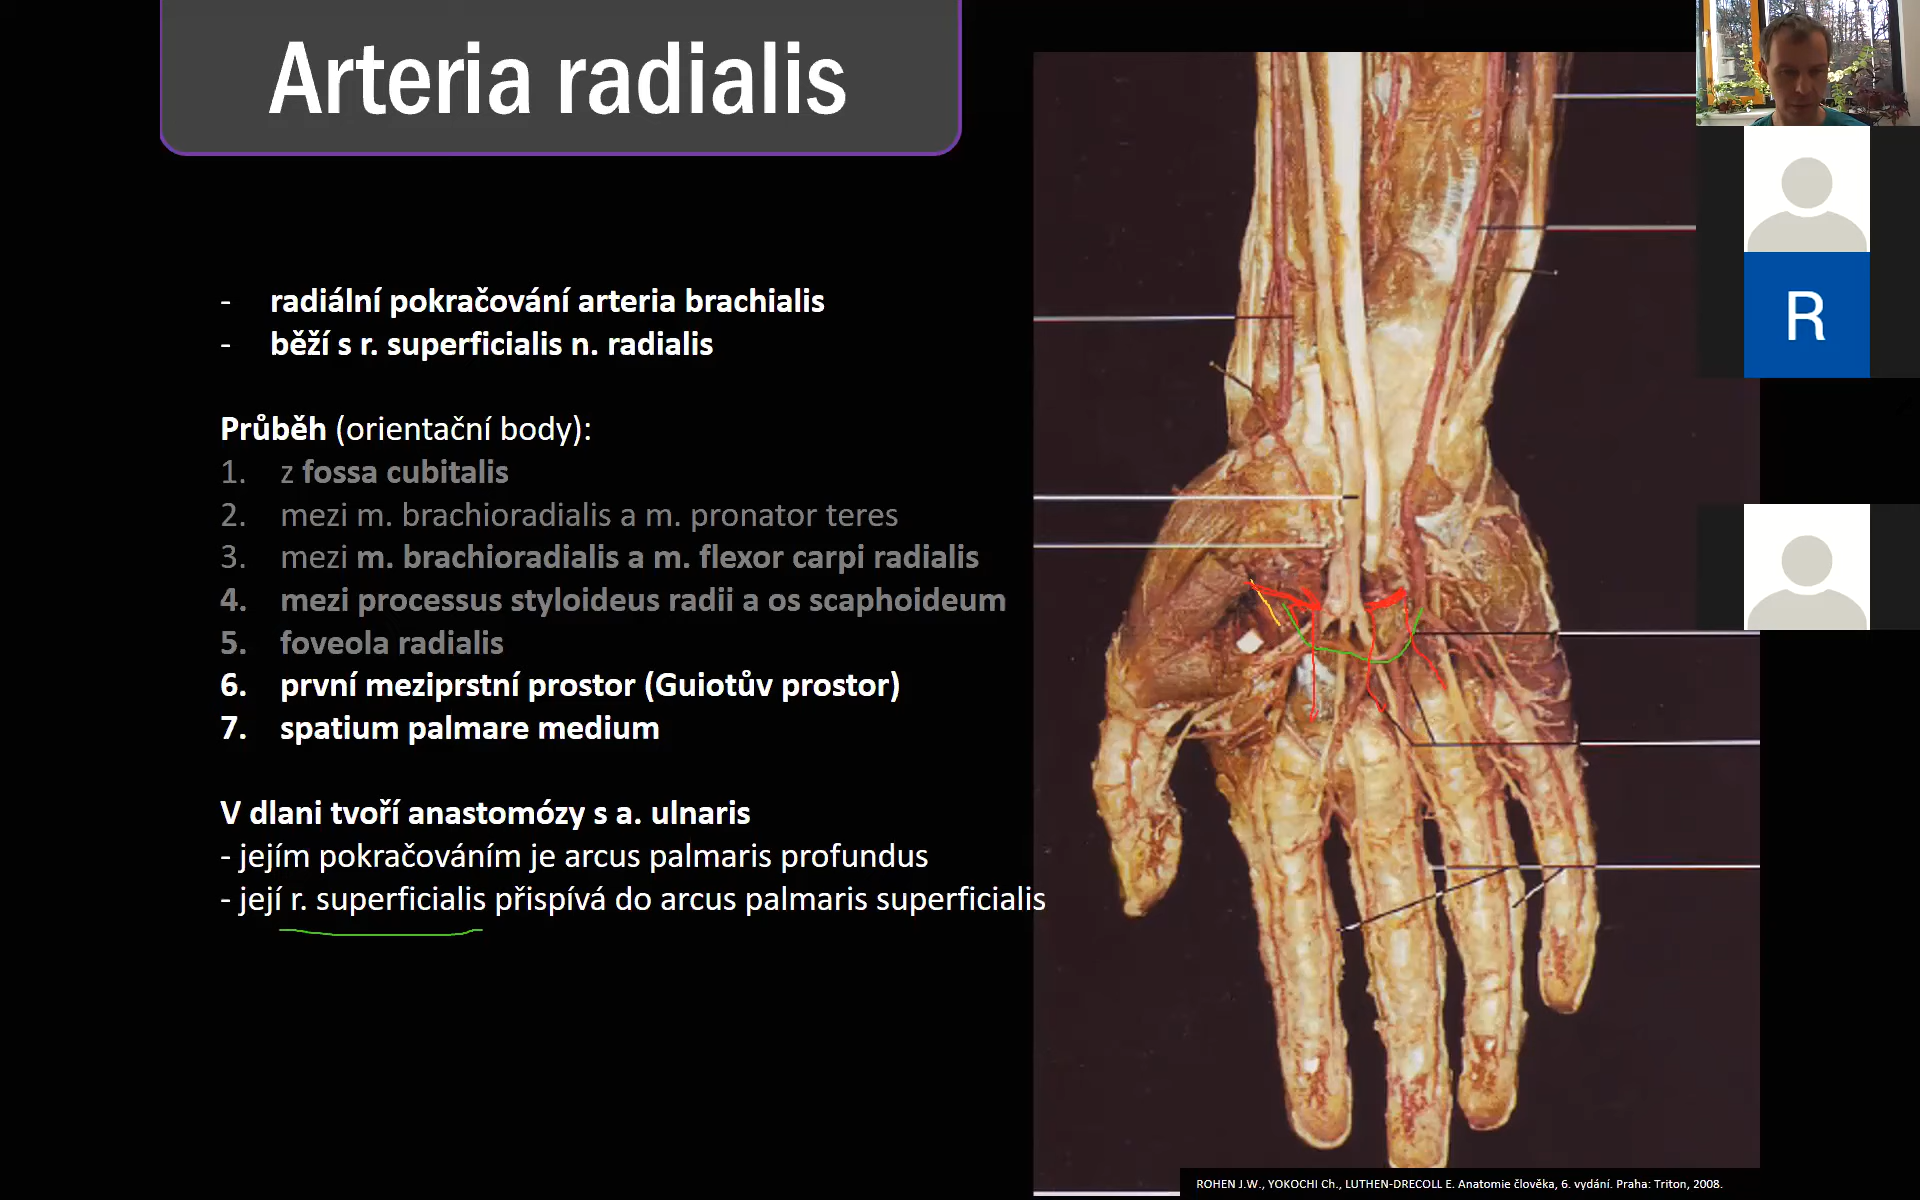 Arteria radialis
- radiální pokračování arteria brachialis
- běží s r. superficialis n. radialis
Průběh (orientační body):
1. z fossa cubitalis
2. mezi m. brachioradialis a m. pronator teres
3. mezi m. brachioradialis a m. flexor carpi radialis
4. mezi processus styloideus radii a os scaphoideum
5. foveola radialis
6. první meziprstní prostor (Guiotův prostor)
7. spatium palmare medium
V dlani tvoří anastomózy s a. ulnaris
- jejím pokračováním je arcus palmaris profundus
- její r. superficialis přispívá do arcus palmaris superficialis
R
ROHEN J.W., YOKOCHI Ch., LUTHEN-DRECOLL E. Anatomie člověka, 6. vydání. Praha: Triton, 2008.